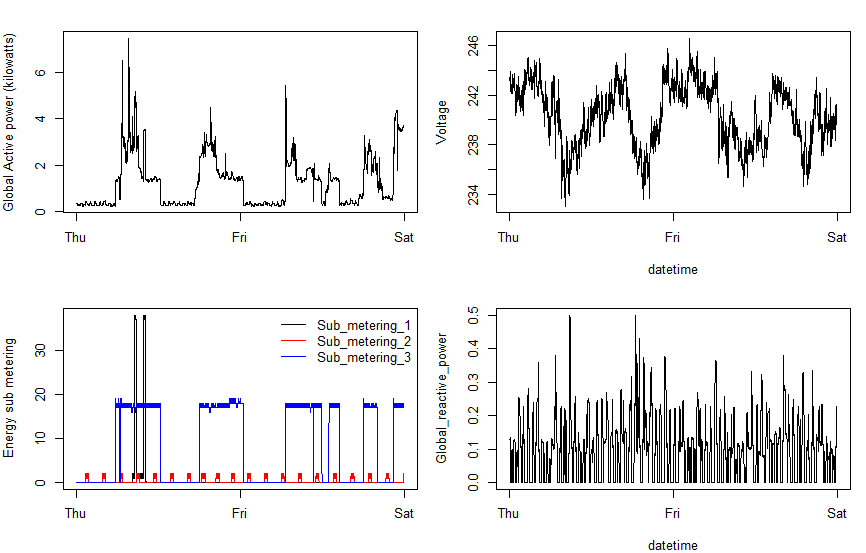 Global Active power (kilowatts)
6
4
2
0
Thu
Fri
Sat
Voltage
246
242
238
234
Thu
Fri
Sat
datetime
Energy sub metering
30
20
10
0
Sub_metering_1
Sub_metering_2
Sub_metering_3
Thu
Fri
Sat
Global_reactive_power
0.5
0.4
0.3
0.2
0.1
0.0
Thu
Fri
Sat
datetime